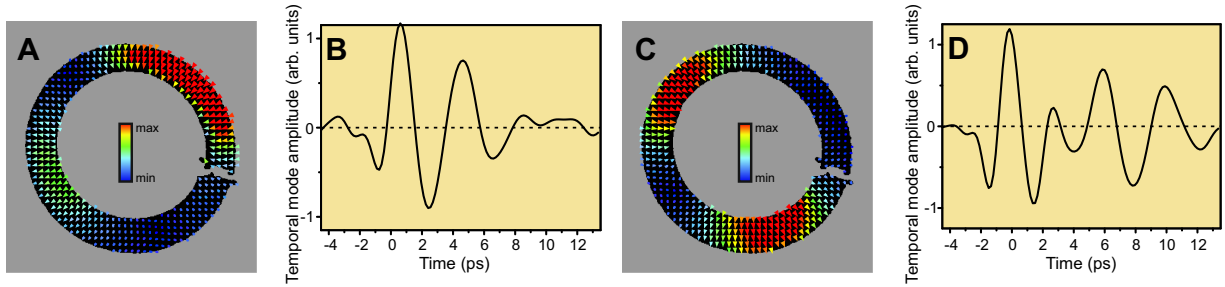 A
max
min
B
Temporal mode amplitude (arb. units)
1
0
-1
-4 -2 0 2 4 6 8 10 12
Time (ps)
C
max
min
D
Temporal mode amplitude (arb. units)
1
0
-1
-4 -2 0 2 4 6 8 10 12
Time (ps)